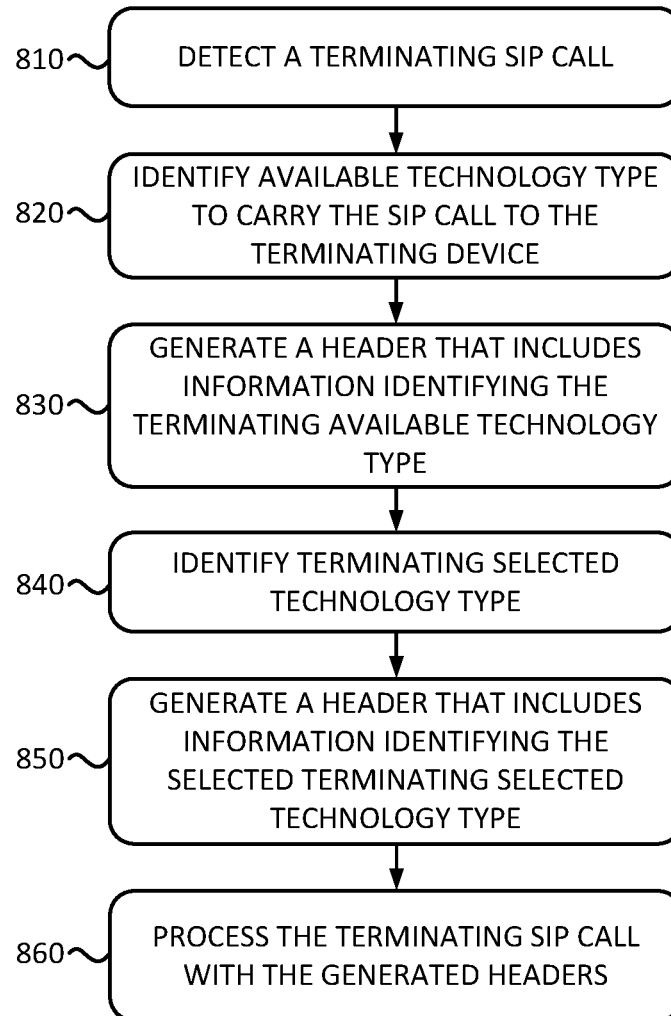 810
DETECT A TERMINATING SIP CALL
820
IDENTIFY AVAILABLE TECHNOLOGY TYPE
TO CARRY THE SIP CALL TO THE
TERMINATING DEVICE
830
GENERATE A HEADER THAT INCLUDES
INFORMATION IDENTIFYING THE
TERMINATING AVAILABLE TECHNOLOGY
TYPE
840
IDENTIFY TERMINATING SELECTED
TECHNOLOGY TYPE
850
GENERATE A HEADER THAT INCLUDES
INFORMATION IDENTIFYING THE
SELECTED TERMINATING SELECTED
TECHNOLOGY TYPE
860
PROCESS THE TERMINATING SIP CALL
WITH THE GENERATED HEADERS